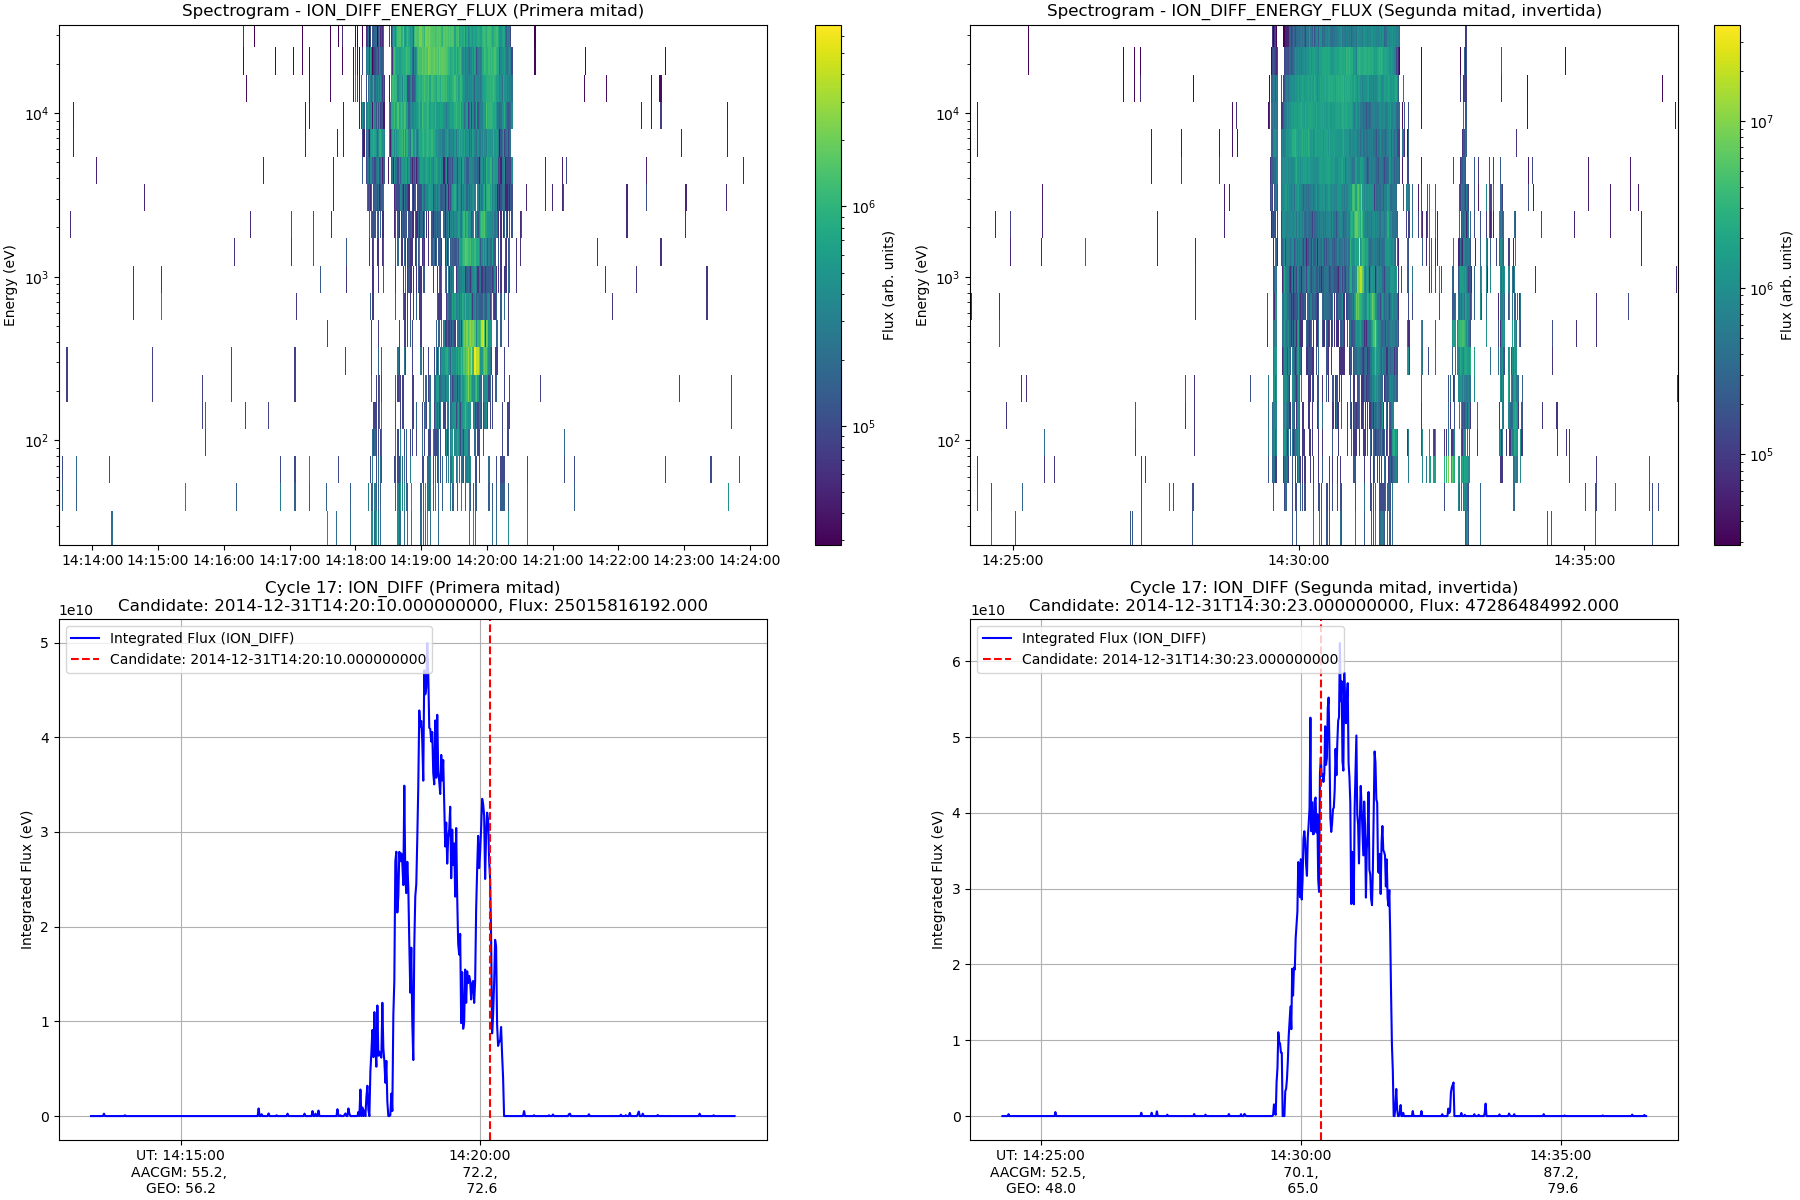 Spectrogram - ION_DIFF_ENERGY_FLUX (Primera mitad)
Energy (eV)
10^4
10^3
10^2
14:14:00 14:15:00 14:16:00 14:17:00 14:18:00 14:19:00 14:20:00 14:21:00 14:22:00 14:23:00 14:24:00
10^6
10^5
Flux (arb. units)
Spectrogram - ION_DIFF_ENERGY_FLUX (Segunda mitad, invertida)
Energy (eV)
10^4
10^3
10^2
14:25:00 14:30:00 14:35:00
10^7
10^6
10^5
Flux (arb. units)
Cycle 17: ION_DIFF (Primera mitad)
Candidate: 2014-12-31T14:20:10.000000000, Flux: 25015816192.000
1e10
Integrated Flux (ION_DIFF)
Candidate: 2014-12-31T14:20:10.000000000
Integrated Flux (eV)
5
4
3
2
1
0
UT: 14:15:00 14:20:00
AACGM: 55.2, 72.2,
GEO: 56.2 72.6
Cycle 17: ION_DIFF (Segunda mitad, invertida)
Candidate: 2014-12-31T14:30:23.000000000, Flux: 47286484992.000
1e10
Integrated Flux (ION_DIFF)
Candidate: 2014-12-31T14:30:23.000000000
Integrated Flux (eV)
6
5
4
3
2
1
0
UT: 14:25:00 14:30:00 14:35:00
AACGM: 52.5, 70.1, 87.2,
GEO: 48.0 65.0 79.6